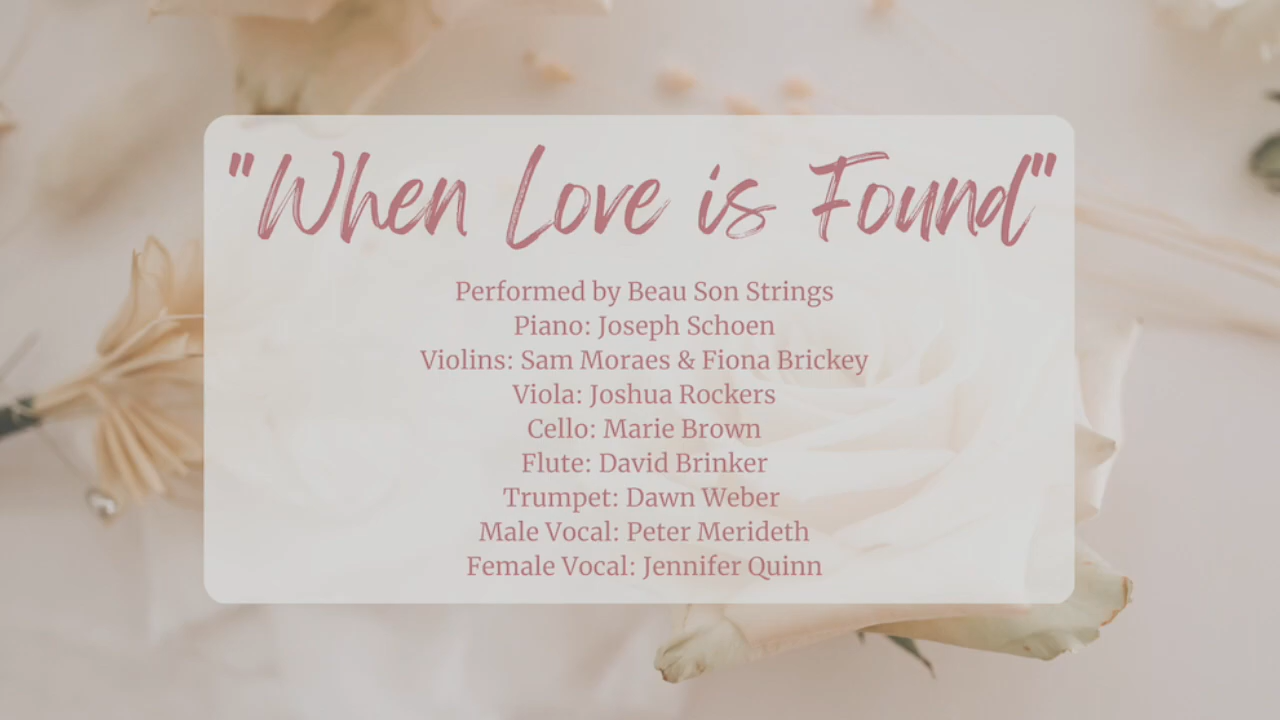 "When Love is Found"
Performed by Beau Son Strings
Piano: Joseph Schoen
Violins: Sam Moraes & Fiona Brickey
Viola: Joshua Rockers
Cello: Marie Brown
Flute: David Brinker
Trumpet: Dawn Weber
Male Vocal: Peter Merideth
Female Vocal: Jennifer Quinn